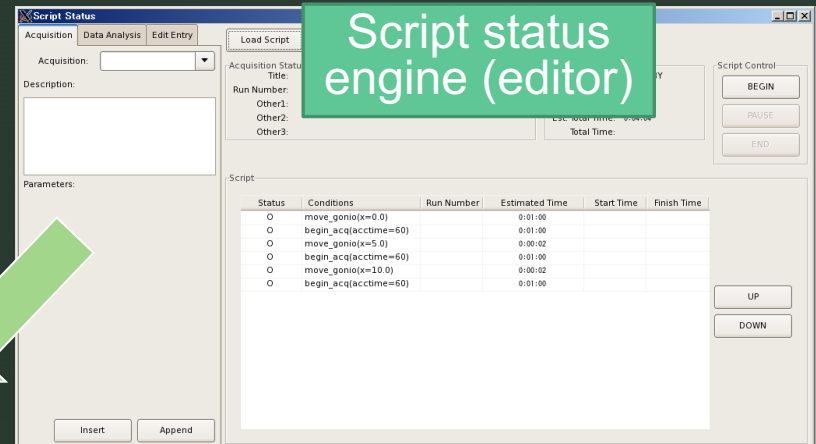 Script Status
Script status
engine (editor)
Acquisition Data Analysis Edit Entry
Load Script
Acquisition:
Description:
Parameters:
Insert Append
Title:
Run Number:
Other1:
Other2:
Other3:
Total Time:
Script Control
BEGIN
PAUSE
END
Script
Status Conditions Run Number Estimated Time Start Time Finish Time
O move_gonio(x=0.0) 0:01:00
O begin_acq(acctime=60) 0:01:00
O move_gonio(x=5.0) 0:00:02
O begin_acq(acctime=60) 0:01:00
O move_gonio(x=10.0) 0:00:02
O begin_acq(acctime=60) 0:01:00
UP
DOWN